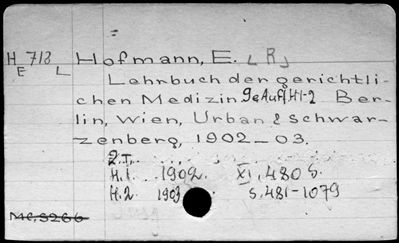 H 718 Hofmann, E. [R]
E L
Lehrbuch der gerichtli-
chen Medizin 9e Aufl H1-2 Ber-
lin, Wien, Urban & Schwar-
zenberg, 1902-03.
2 T.
H.1. 1902. XI, 480 S.
H.2 1903 S. 481-1079
MC,3266